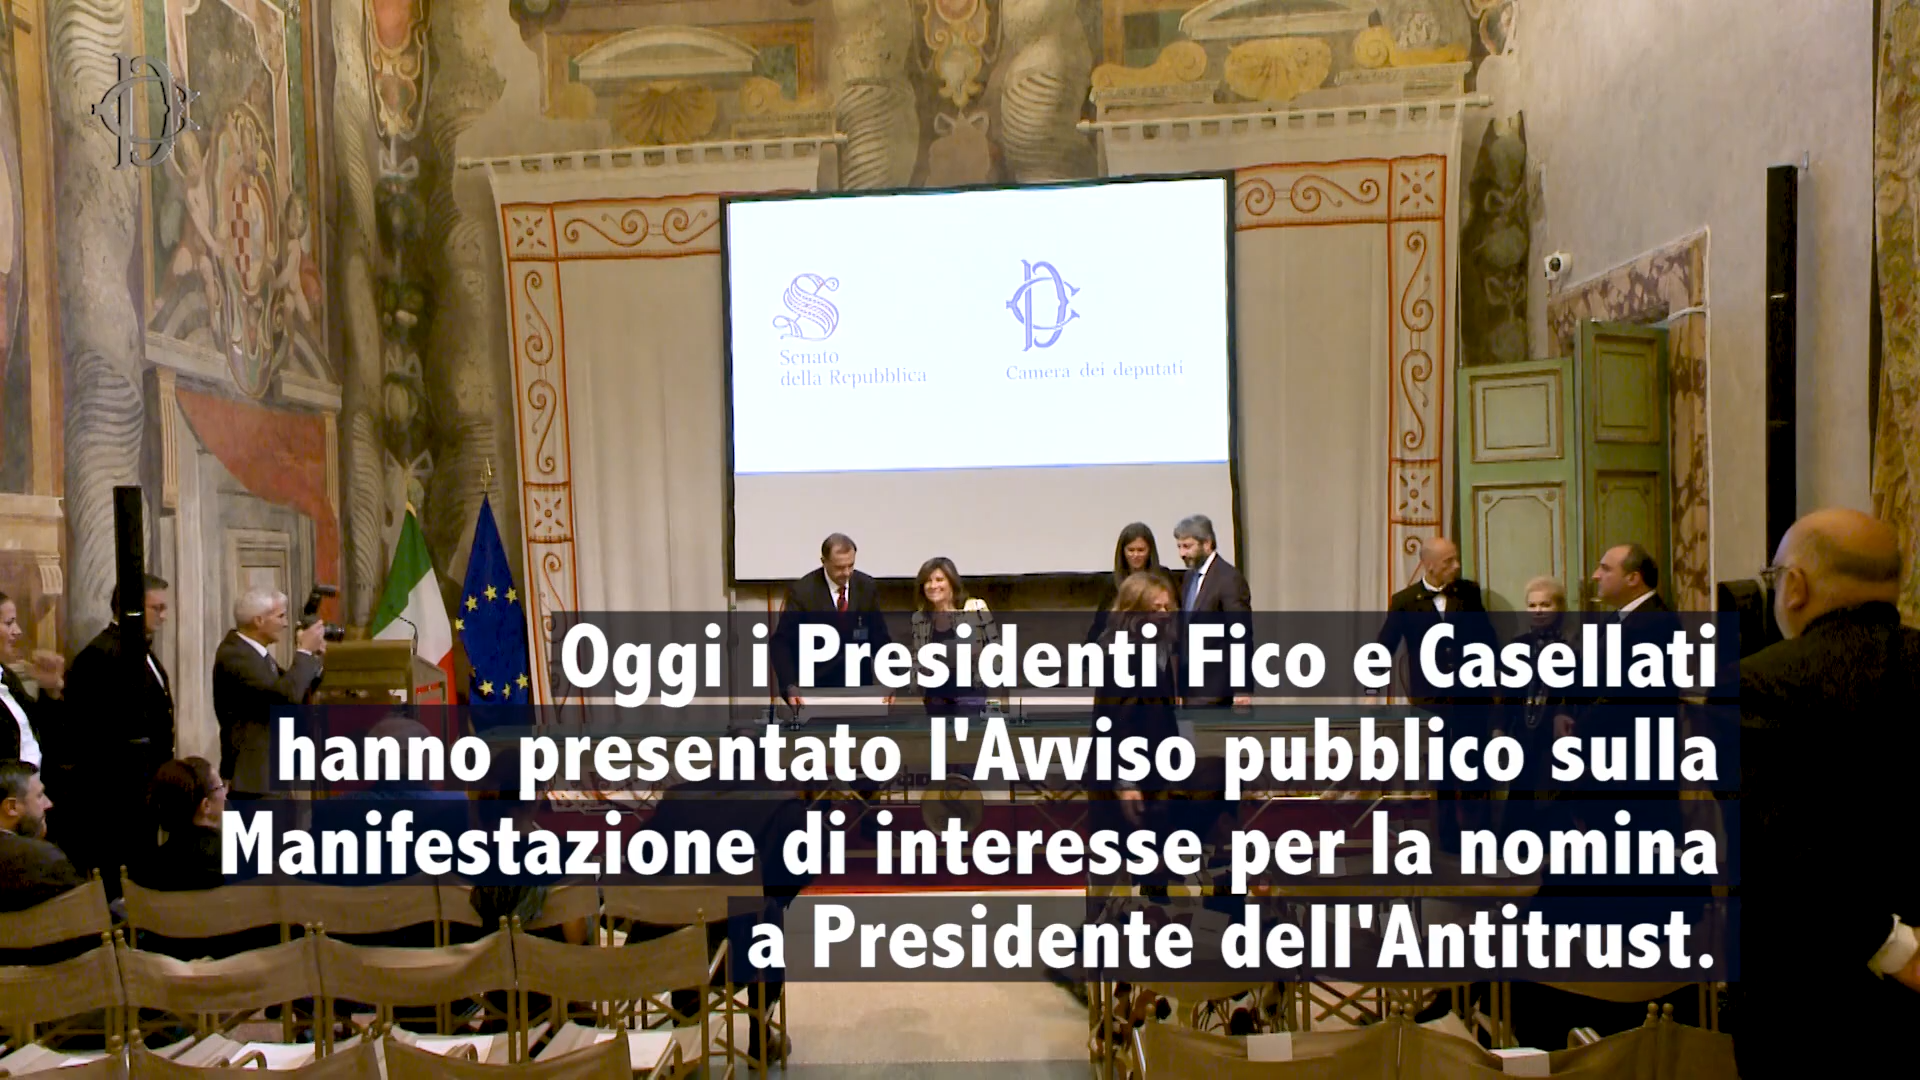 Senato
della Repubblica
Camera dei deputati
Oggi i Presidenti Fico e Casellati
hanno presentato l'Avviso pubblico sulla
Manifestazione di interesse per la nomina
a Presidente dell'Antitrust.